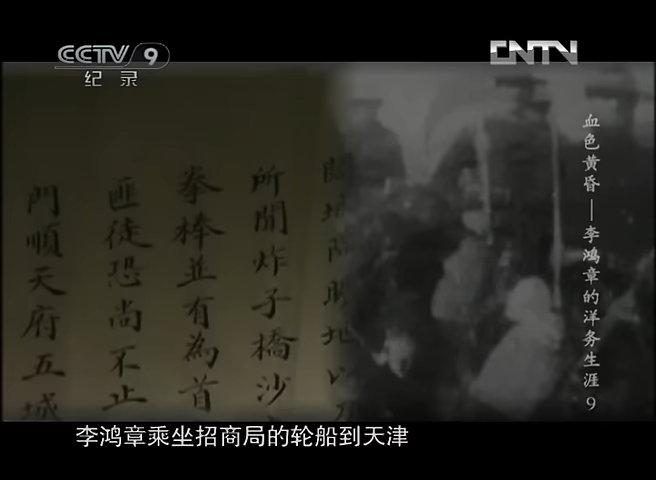 CCTV 9
纪录
CNTV
所聞炸子橋沙
拳棒並有為首
匪徒恐尚不止
門順天府五城
血色黄昏——李鸿章的洋务生涯 9
李鸿章乘坐招商局的轮船到天津